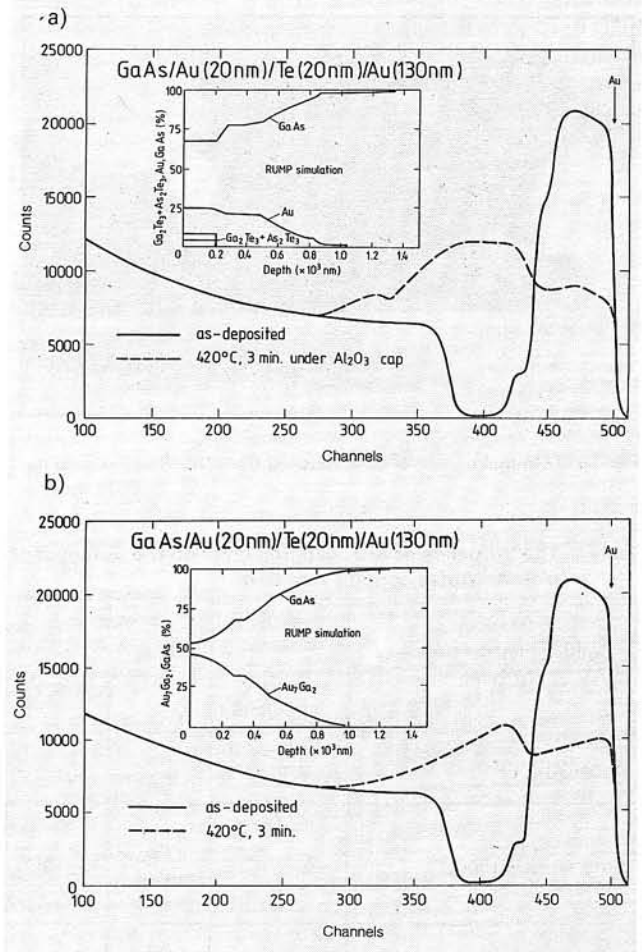 a)
25000
20000
15000
10000
5000
0
Counts
GaAs/Au(20nm)/Te(20nm)/Au(130nm)
100
75
50
25
Ga₂Te₃+As₂Te₃,Au,GaAs (%)
GaAs
RUMP simulation
Au
Ga₂Te₃+As₂Te₃
0 0.2 0.4 0.6 0.8 1.0 1.2 1.4
Depth (×10³nm)
Au
as-deposited
420°C, 3 min. under Al₂O₃ cap
100 150 200 250 300 350 400 450 500
Channels
b)
25000
20000
15000
10000
5000
0
Counts
GaAs/Au(20nm)/Te(20nm)/Au(130nm)
100
75
50
25
Au₇Ga₂,GaAs (%)
GaAs
RUMP simulation
Au₇Ga₂
0 0.2 0.4 0.6 0.8 1.0 1.2 1.4
Depth (×10³nm)
Au
as-deposited
420°C, 3 min.
100 150 200 250 300 350 400 450 500
Channels